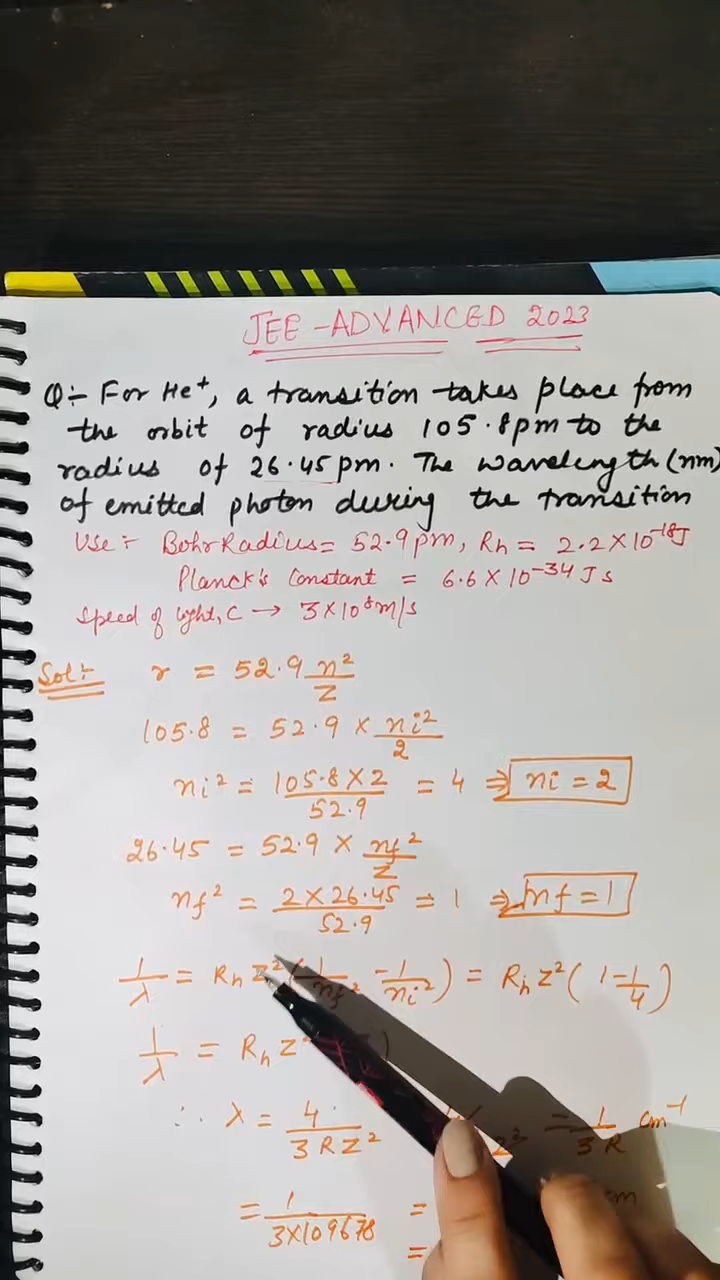 JEE-ADVANCED 2023
Q:- For He⁺, a transition takes place from
the orbit of radius 105.8pm to the
radius of 26.45 pm. The wavelength (nm)
of emitted photon during the transition
Use:- Bohr Radius = 52.9 pm, Rh = 2.2×10⁻¹⁸J
Planck's Constant = 6.6 × 10⁻³⁴ Js
Speed of light, C → 3×10⁸m/s
Sol:- r = 52.9 n²/Z
105.8 = 52.9 × ni²/2
ni² = 105.8×2/52.9 = 4 ⇒ ni = 2
26.45 = 52.9 × nf²/Z
nf² = 2×26.45/52.9 = 1 ⇒ nf = 1
1/λ = Rh Z² (1/nf² - 1/ni²) = Rh Z² (1 - 1/4)
1/λ = Rh Z )
∴ λ = 4/3RZ² Z² = 1/3R cm⁻¹
= 1/3×109678 = cm
=